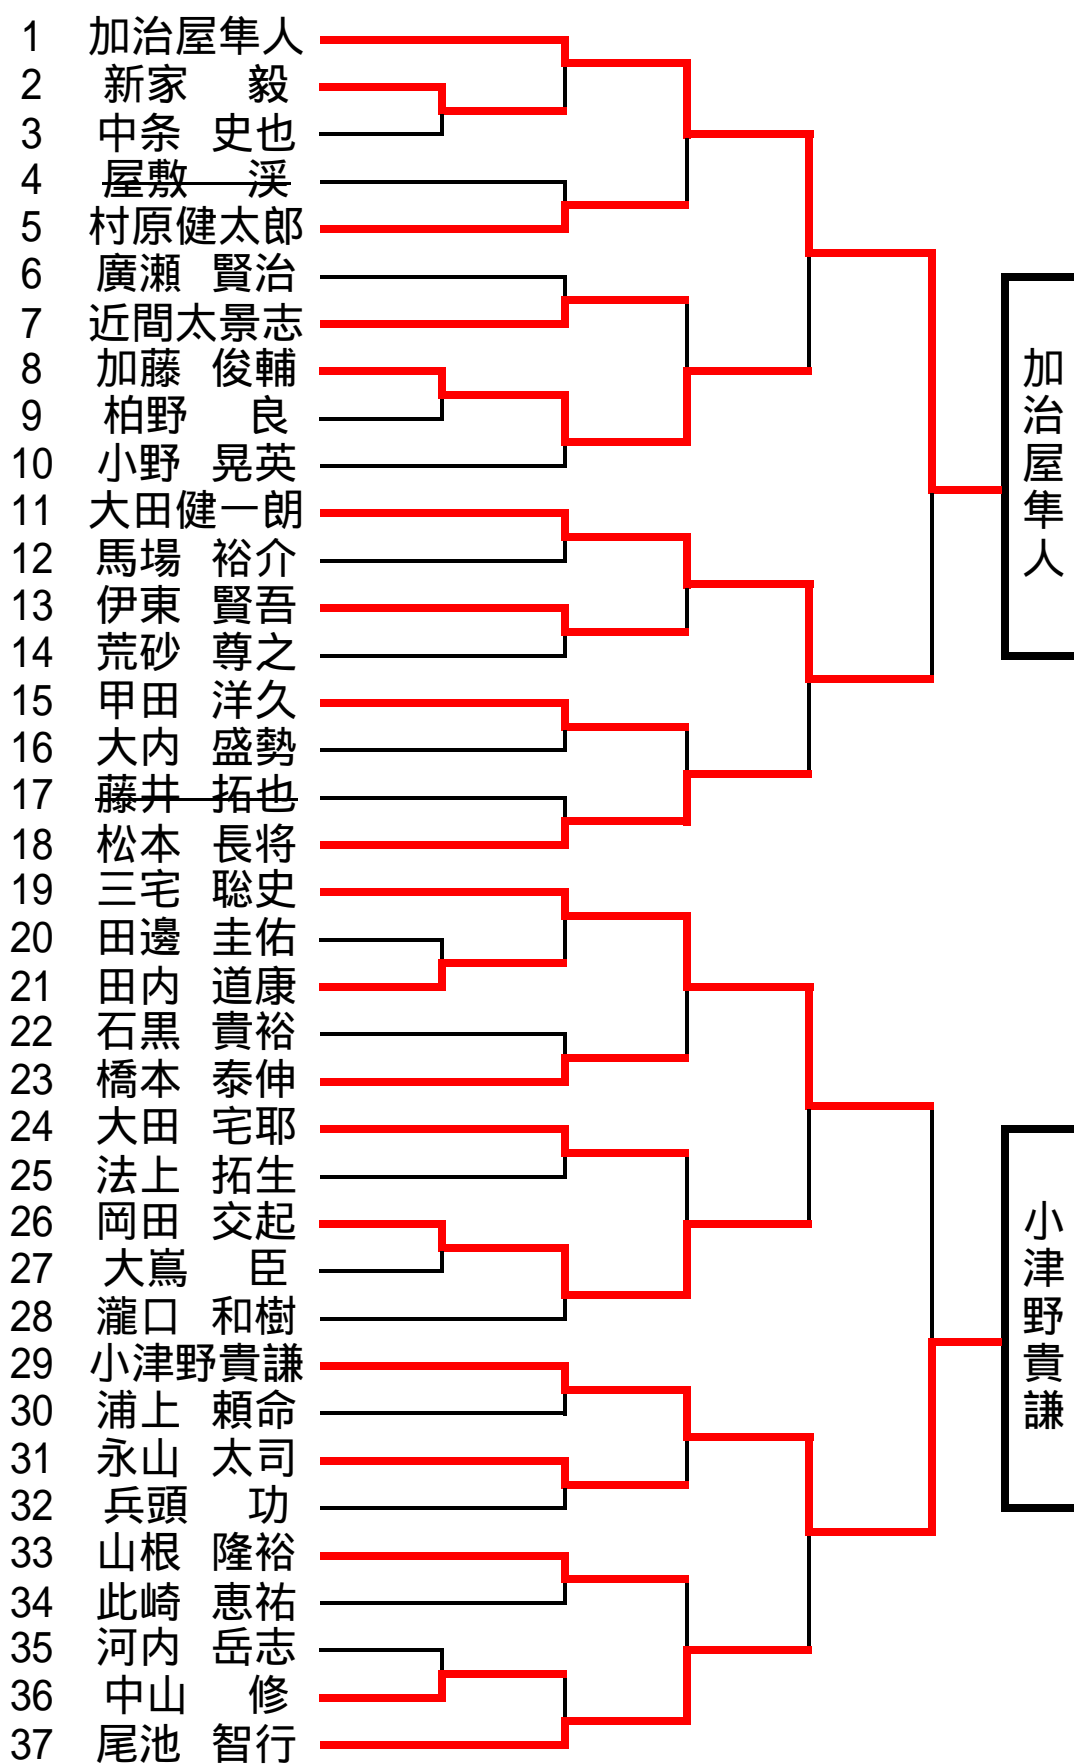 1 加治屋隼人
2 新家 毅
3 中条 史也
4 屋敷 渓
5 村原健太郎
6 廣瀬 賢治
7 近間太景志
8 加藤 俊輔
9 柏野 良
10 小野 晃英
11 大田健一朗
12 馬場 裕介
13 伊東 賢吾
14 荒砂 尊之
15 甲田 洋久
16 大内 盛勢
17 藤井 拓也
18 松本 長将
19 三宅 聡史
20 田邊 圭佑
21 田内 道康
22 石黒 貴裕
23 橋本 泰伸
24 大田 宅耶
25 法上 拓生
26 岡田 交起
27 大嶌 臣
28 瀧口 和樹
29 小津野貴謙
30 浦上 頼命
31 永山 太司
32 兵頭 功
33 山根 隆裕
34 此崎 恵祐
35 河内 岳志
36 中山 修
37 尾池 智行
加治屋隼人
小津野貴謙